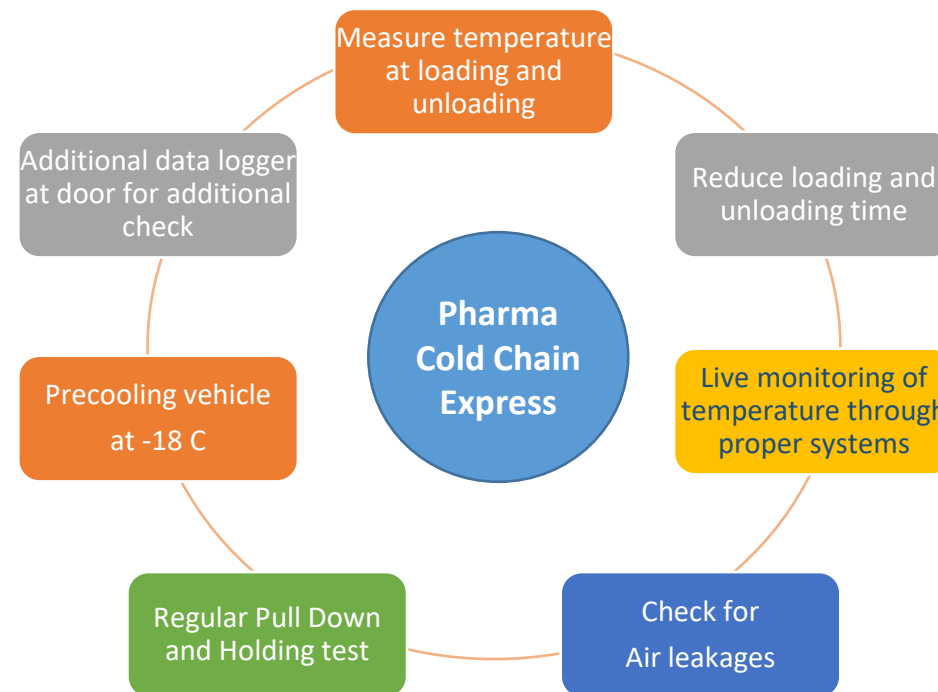 Measure temperature
at loading and
unloading
Reduce loading and
unloading time
Live monitoring of
temperature through
proper systems
Check for
Air leakages
Regular Pull Down
and Holding test
Precooling vehicle
at -18 C
Additional data logger
at door for additional
check
Pharma
Cold Chain
Express